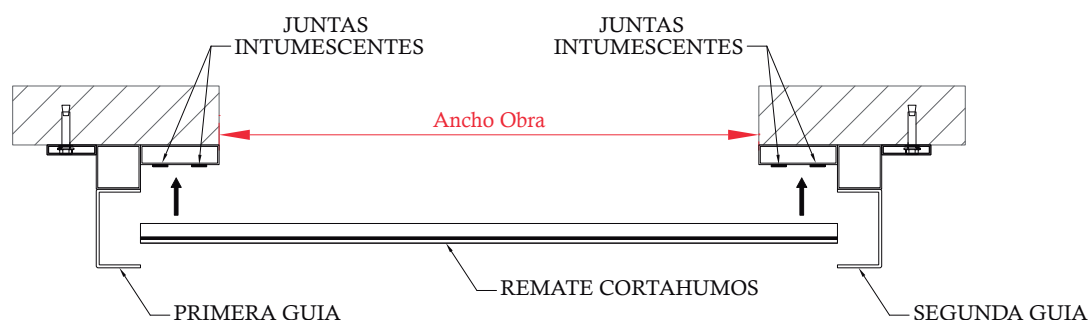 JUNTAS
INTUMESCENTES
JUNTAS
INTUMESCENTES
Ancho Obra
REMATE CORTAHUMOS
PRIMERA GUIA
SEGUNDA GUIA